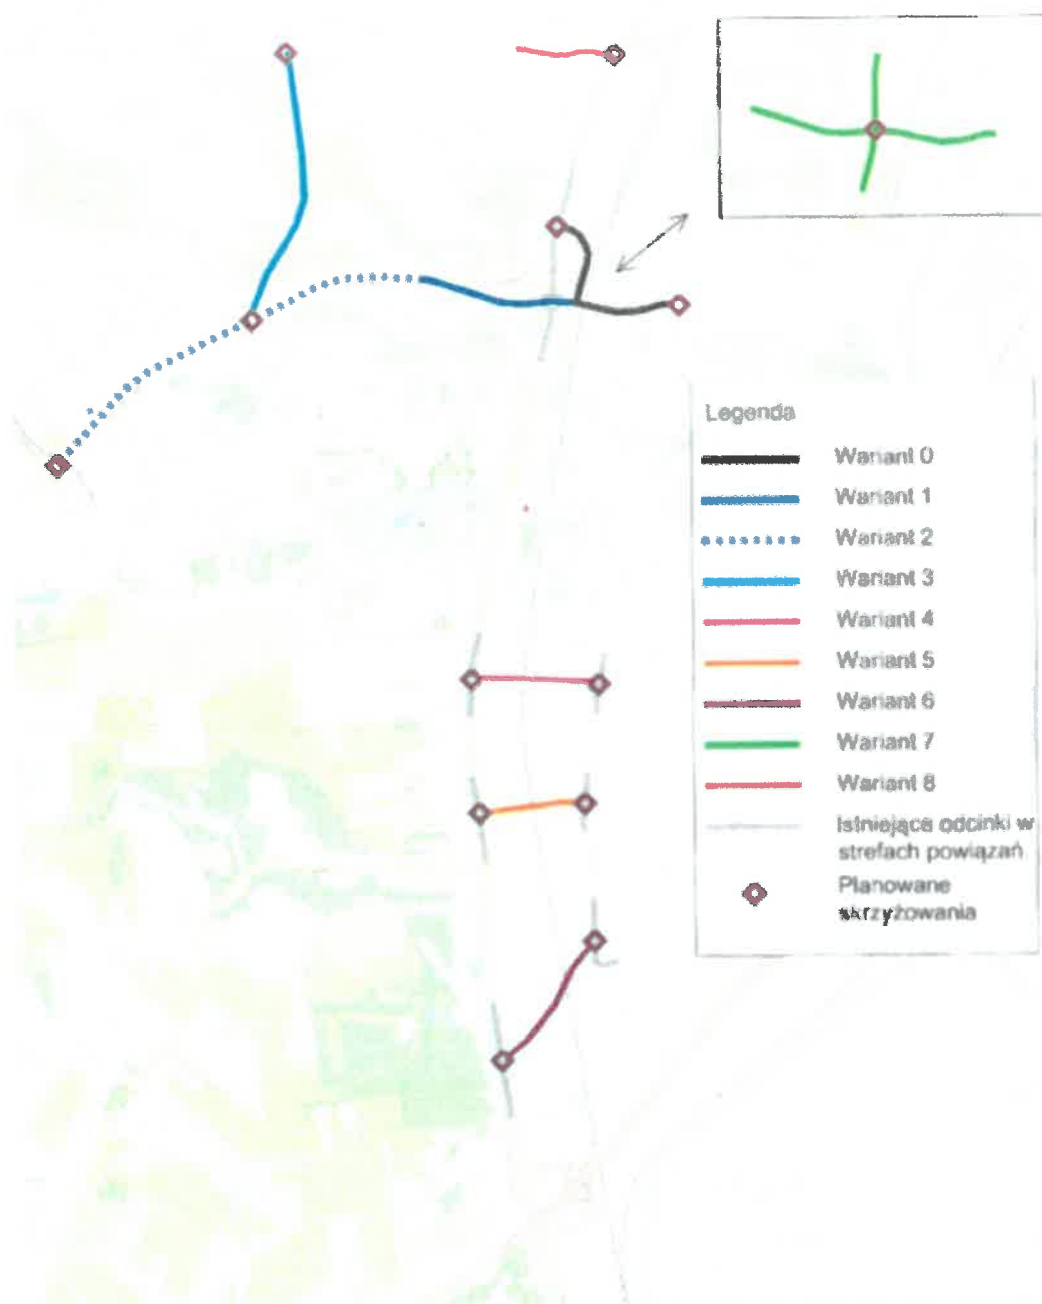 Legenda
Wariant 0
Wariant 1
Wariant 2
Wariant 3
Wariant 4
Wariant 5
Wariant 6
Wariant 7
Wariant 8
Istniejące odcinki w
strefach powiązań
Planowane
skrzyżowania